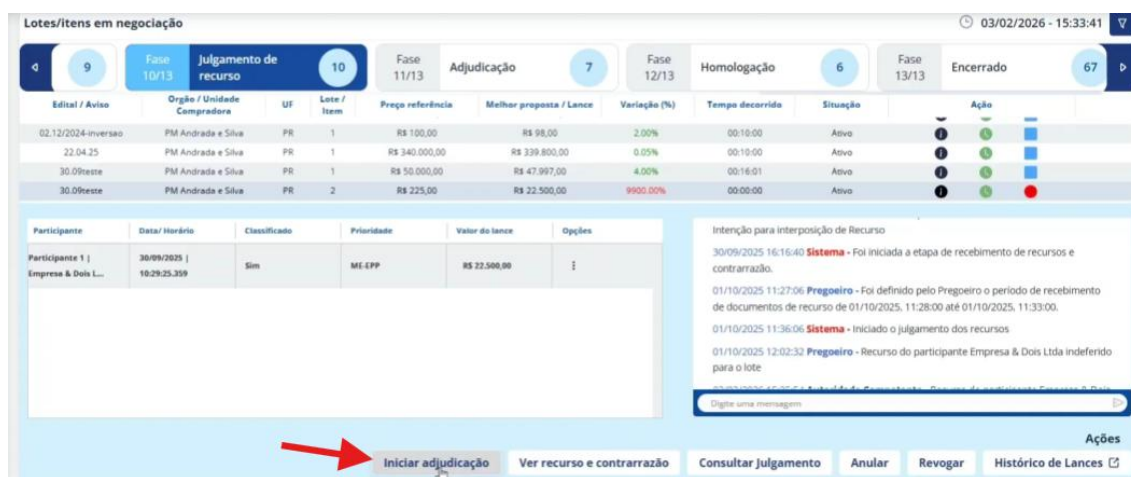 Lotes/itens em negociação
03/02/2026 - 15:33:41
9
Fase 10/13
Julgamento de recurso
10
Fase 11/13
Adjudicação
7
Fase 12/13
Homologação
6
Fase 13/13
Encerrado
67
Edital / Aviso Orgão / Unidade Compradora UF Lote / Item Preço referência Melhor proposta / Lance Variação (%) Tempo decorrido Situação Ação
02.12/2024-inversao PM Andrada e Silva PR 1 R$ 100,00 R$ 98,00 2.00% 00:10:00 Ativo
22.04.25 PM Andrada e Silva PR 1 R$ 340.000,00 R$ 339.800,00 0.05% 00:10:00 Ativo
30.09teste PM Andrada e Silva PR 1 R$ 50.000,00 R$ 47.997,00 4.00% 00:16:01 Ativo
30.09teste PM Andrada e Silva PR 2 R$ 225,00 R$ 22.500,00 9900.00% 00:00:00 Ativo
Participante Data/ Horário Classificado Prioridade Valor do lance Opções
Participante 1 | 30/09/2025 | Sim ME-EPP R$ 22.500,00
Empresa & Dois L... 10:29:25.359
Intenção para interposição de Recurso
30/09/2025 16:16:40 Sistema - Foi iniciada a etapa de recebimento de recursos e
contrarrazão.
01/10/2025 11:27:06 Pregoeiro - Foi definido pelo Pregoeiro o período de recebimento
de documentos de recurso de 01/10/2025, 11:28:00 até 01/10/2025, 11:33:00.
01/10/2025 11:36:06 Sistema - Iniciado o julgamento dos recursos
01/10/2025 12:02:32 Pregoeiro - Recurso do participante Empresa & Dois Ltda indeferido
para o lote
Autoridade Competente - Recurso do participante Empresa & Dois
Digite uma mensagem
Ações
Iniciar adjudicação Ver recurso e contrarrazão Consultar Julgamento Anular Revogar Histórico de Lances